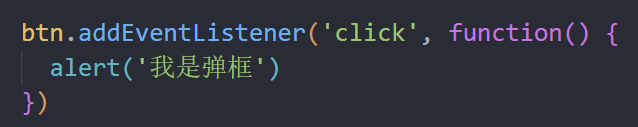 btn.addEventListener('click', function() {
  alert('我是弹框')
})